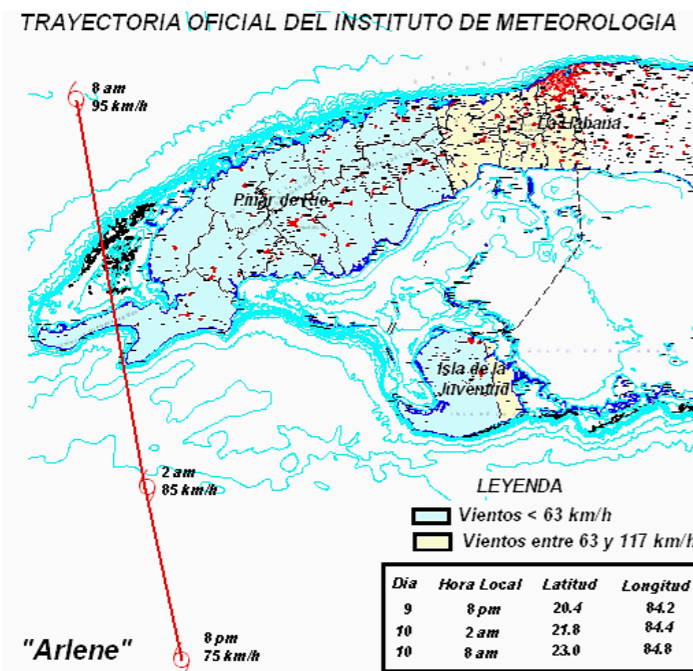 TRAYECTORIA OFICIAL DEL INSTITUTO DE METEOROLOGIA
8 am
95 km/h
La Habana
Pinar de Rio
Isla de la
Juventud
2 am
85 km/h
LEYENDA
Vientos < 63 km/h
Vientos entre 63 y 117 km/h
Dia Hora Local Latitud Longitud
9 8 pm 20.4 84.2
10 2 am 21.8 84.4
10 8 am 23.0 84.8
8 pm
75 km/h
"Arlene"